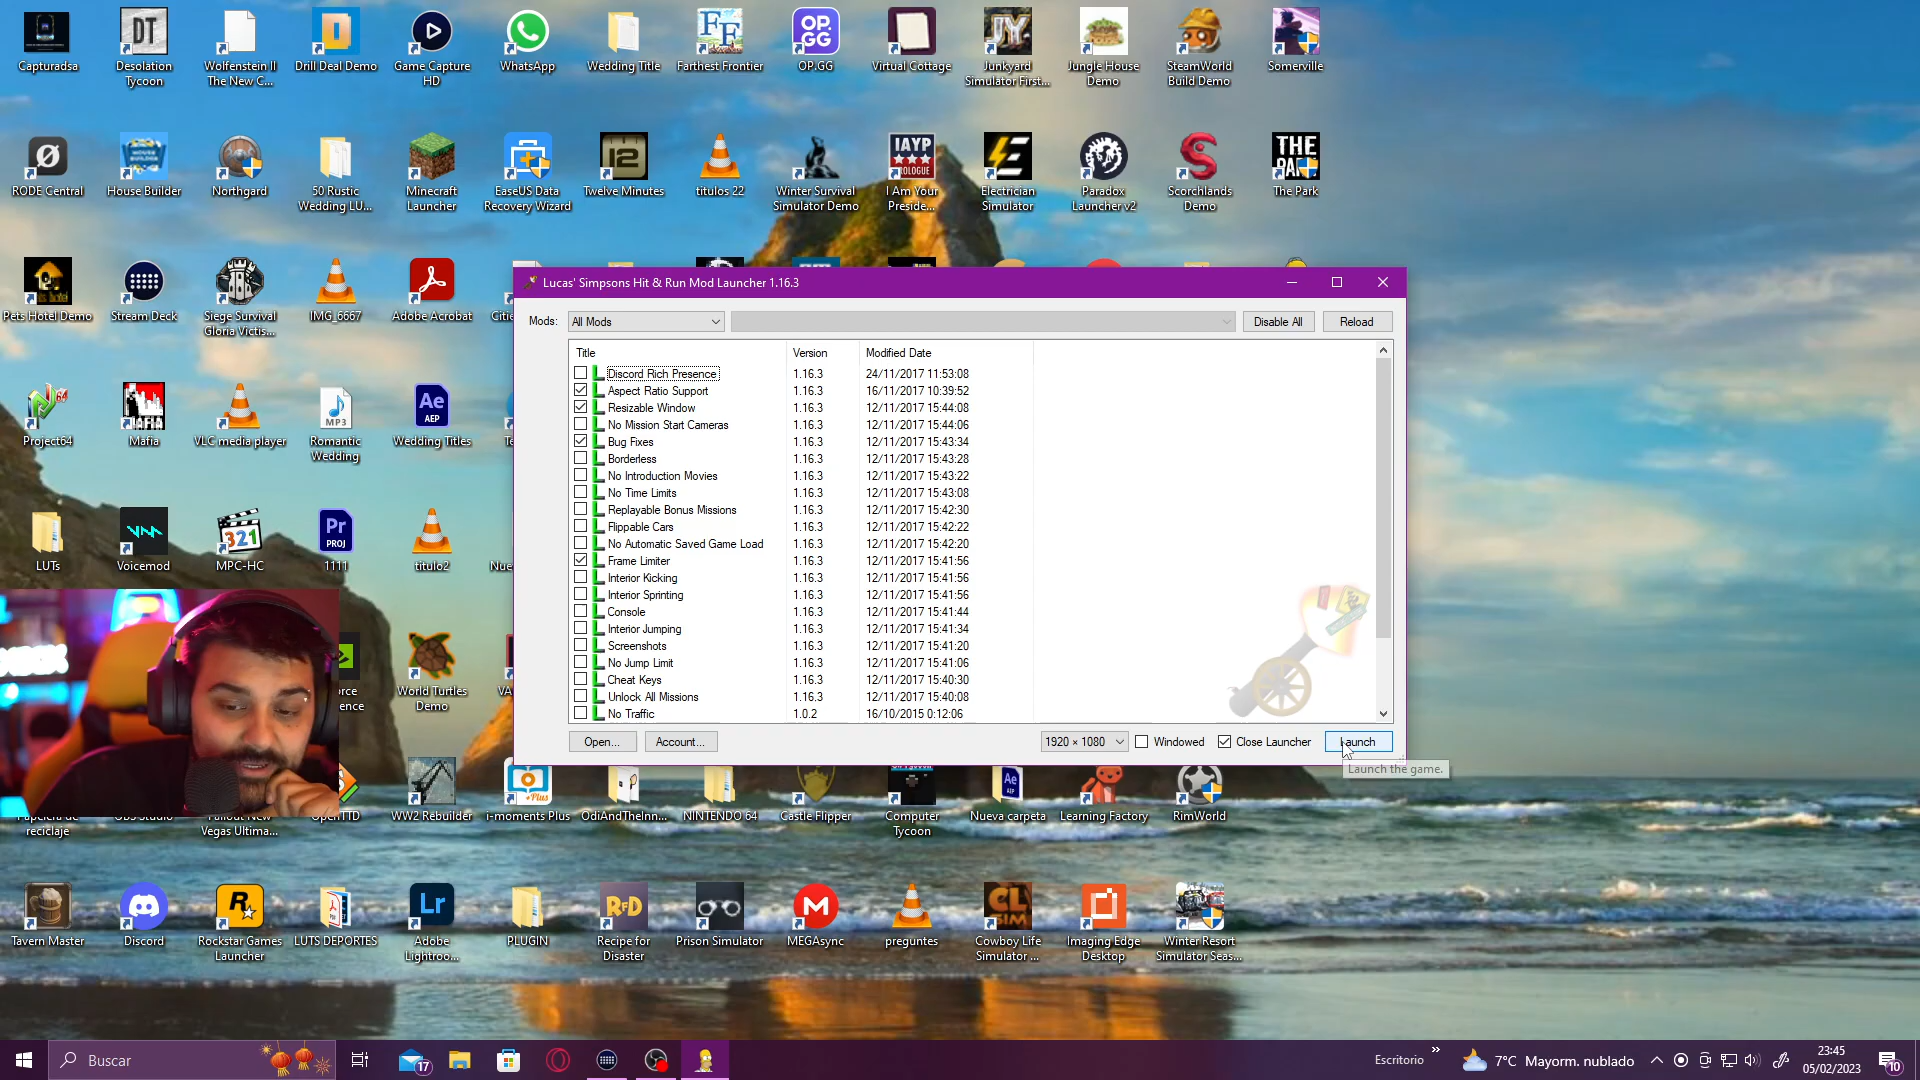 Capturadsa
Desolation Tycoon
Wolfenstein II The New C...
Drill Deal Demo
Game Capture HD
WhatsApp
Wedding Title
Farthest Frontier
OP.GG
Virtual Cottage
Junkyard Simulator First...
Jungle House Demo
SteamWorld Build Demo
Somerville
RODE Central
House Builder
Northgard
50 Rustic Wedding LU...
Minecraft Launcher
EaseUS Data Recovery Wizard
Twelve Minutes
titulos 22
Winter Survival Simulator Demo
I Am Your Preside...
Electrician Simulator
Paradox Launcher v2
Scorchlands Demo
The Park
Pets Hotel Demo
Stream Deck
Siege Survival Gloria Victis...
IMG_6667
Adobe Acrobat
Project64
Mafia
VLC media player
Romantic Wedding
Wedding Titles
LUTs
Voicemod
MPC-HC
1111
titulo2
World Turtles Demo
Lucas' Simpsons Hit & Run Mod Launcher 1.16.3
Mods:
All Mods
Disable All
Reload
Title Version Modified Date
Discord Rich Presence 1.16.3 24/11/2017 11:53:08
Aspect Ratio Support 1.16.3 16/11/2017 10:39:52
Resizable Window 1.16.3 12/11/2017 15:44:08
No Mission Start Cameras 1.16.3 12/11/2017 15:44:06
Bug Fixes 1.16.3 12/11/2017 15:43:34
Borderless 1.16.3 12/11/2017 15:43:28
No Introduction Movies 1.16.3 12/11/2017 15:43:22
No Time Limits 1.16.3 12/11/2017 15:43:08
Replayable Bonus Missions 1.16.3 12/11/2017 15:42:30
Flippable Cars 1.16.3 12/11/2017 15:42:22
No Automatic Saved Game Load 1.16.3 12/11/2017 15:42:20
Frame Limiter 1.16.3 12/11/2017 15:41:56
Interior Kicking 1.16.3 12/11/2017 15:41:56
Interior Sprinting 1.16.3 12/11/2017 15:41:56
Console 1.16.3 12/11/2017 15:41:44
Interior Jumping 1.16.3 12/11/2017 15:41:34
Screenshots 1.16.3 12/11/2017 15:41:20
No Jump Limit 1.16.3 12/11/2017 15:41:06
Cheat Keys 1.16.3 12/11/2017 15:40:30
Unlock All Missions 1.16.3 12/11/2017 15:40:08
No Traffic 1.0.2 16/10/2015 0:12:06
Open...
Account...
1920 × 1080
Windowed
Close Launcher
Launch
Launch the game.
reciclaje
Vegas Ultima...
OpenTTD
WW2 Rebuilder
i-moments Plus
OdiAndTheInn...
NINTENDO 64
Castle Flipper
Computer Tycoon
Nueva carpeta
Learning Factory
RimWorld
Tavern Master
Discord
Rockstar Games Launcher
LUTS DEPORTES
Adobe Lightroo...
PLUGIN
Recipe for Disaster
Prison Simulator
MEGAsync
preguntes
Cowboy Life Simulator ...
Imaging Edge Desktop
Winter Resort Simulator Seas...
Buscar
17
Escritorio
7°C Mayorm. nublado
23:45
05/02/2023
10